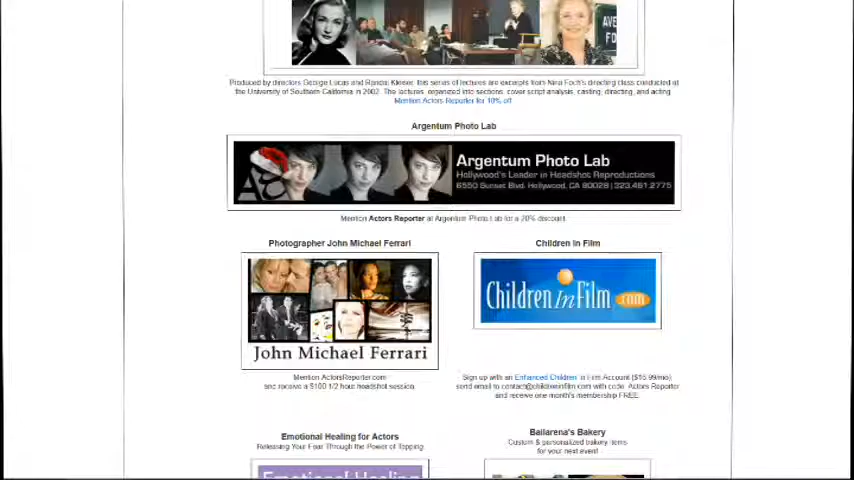 AVE
FO
Produced by directors George Lucas and Randal Kleiser, this series of lectures are excerpts from Nina Foch's directing class conducted at
the University of Southern California in 2002. The lectures, organized into sections, cover script analysis, casting, directing, and acting.
Mention Actors Reporter for 10% off
Argentum Photo Lab
Argentum Photo Lab
Hollywood's Leader in Headshot Reproductions
6550 Sunset Blvd. Hollywood, CA 90028 | 323.461.2775
Mention Actors Reporter at Argentum Photo Lab for a 20% discount.
Photographer John Michael Ferrari
Children In Film
ChildrenInFilm.com
John Michael Ferrari
Mention ActorsReporter.com
and receive a $100 1/2 hour headshot session.
Sign up with an Enhanced Children in Film Account ($15.99/mo)
send email to contact@childreninfilm.com with code: Actors Reporter
and receive one month's membership FREE.
Emotional Healing for Actors
Releasing Your Fear Through the Power of Tapping
Bailarena's Bakery
Custom & personalized bakery items
for your next event!
Emotional Healing